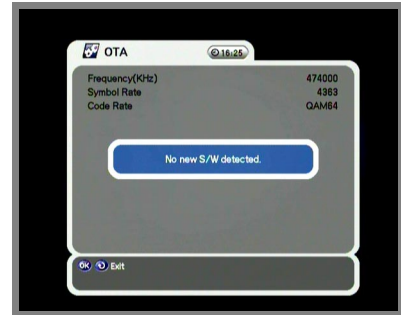 OTA
16:25
Frequency(KHz) 474000
Symbol Rate 4363
Code Rate QAM64
No new S/W detected.
OK Exit